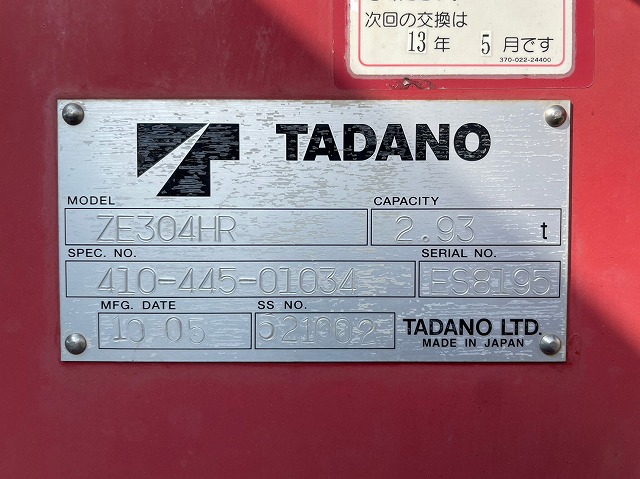 次回の交換は
13年 5月です
370-022-24400
TADANO
MODEL
CAPACITY
ZE304HR
2.93 t
SPEC. NO.
SERIAL NO.
410-445-01034
FS8195
MFG. DATE
SS NO.
10 05
TADANO LTD.
MADE IN JAPAN